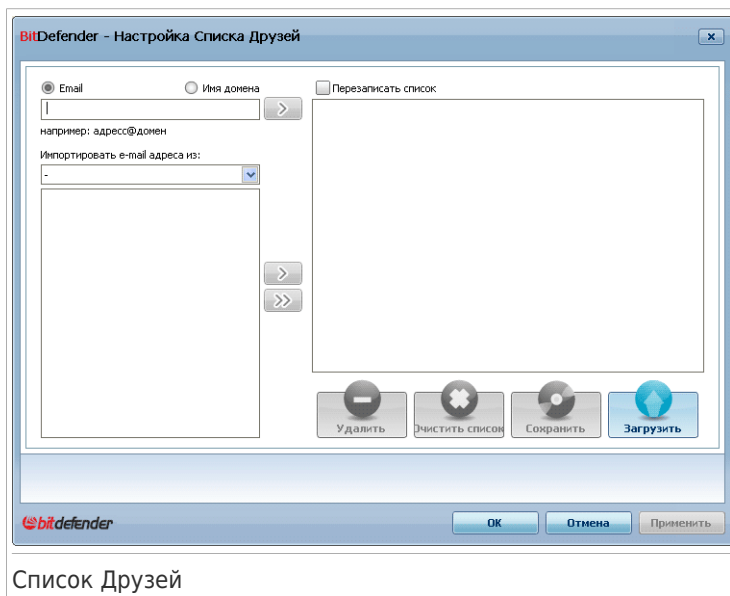 BitDefender - Настройка Списка Друзей
Email
Имя домена
Перезаписать список
например: адресс@домен
Импортировать e-mail адреса из:
-
Удалить
Очистить список
Сохранить
Загрузить
bitdefender
OK
Отмена
Применить
Список Друзей